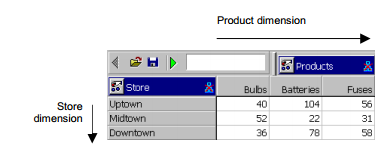 Product dimension
Products
Store Bulbs Batteries Fuses
Store dimension
Uptown 40 104 56
Midtown 52 22 31
Downtown 36 78 58